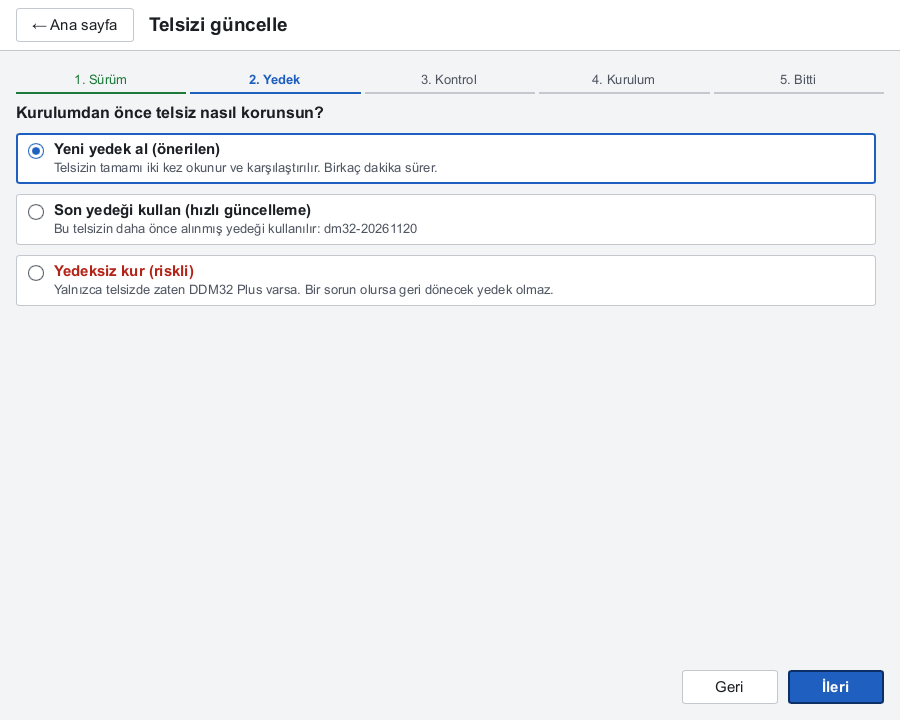 ← Ana sayfa
Telsizi güncelle
1. Sürüm
2. Yedek
3. Kontrol
4. Kurulum
5. Bitti
Kurulumdan önce telsiz nasıl korunsun?
Yeni yedek al (önerilen)
Telsizin tamamı iki kez okunur ve karşılaştırılır. Birkaç dakika sürer.
Son yedeği kullan (hızlı güncelleme)
Bu telsizin daha önce alınmış yedeği kullanılır: dm32-20261120
Yedeksiz kur (riskli)
Yalnızca telsizde zaten DDM32 Plus varsa. Bir sorun olursa geri dönecek yedek olmaz.
Geri
İleri